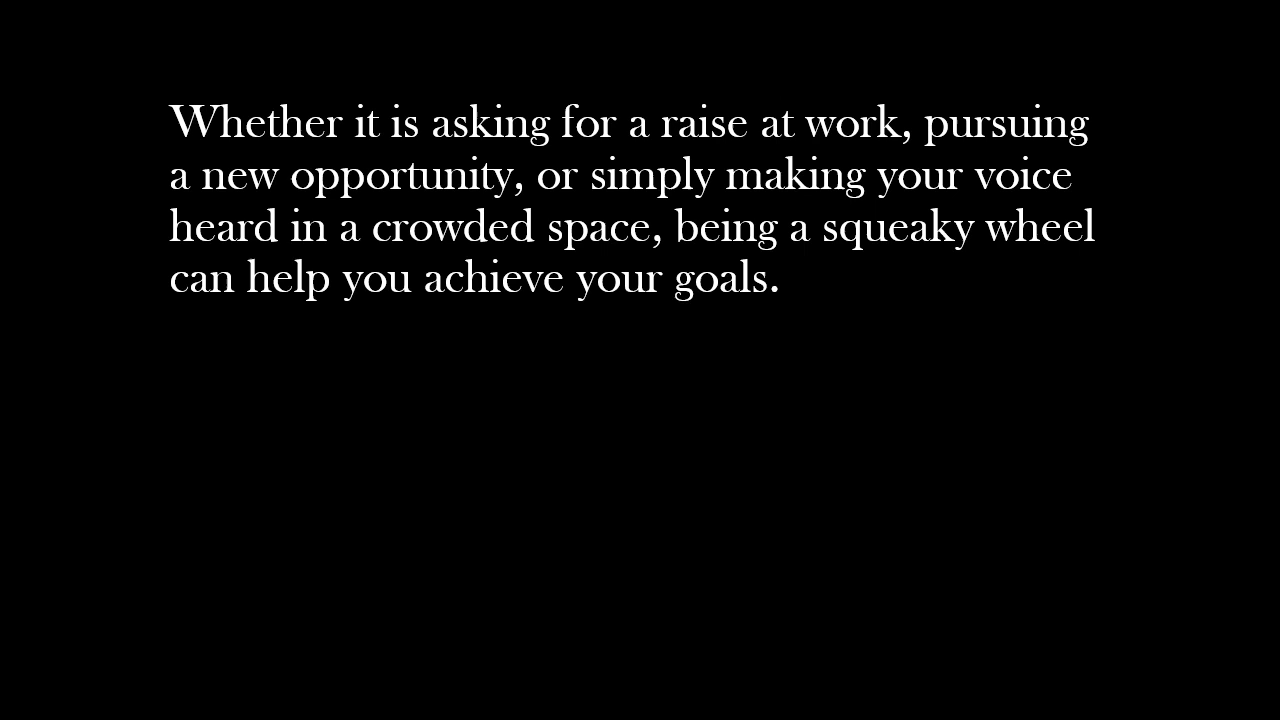 Whether it is asking for a raise at work, pursuing
a new opportunity, or simply making your voice
heard in a crowded space, being a squeaky wheel
can help you achieve your goals.